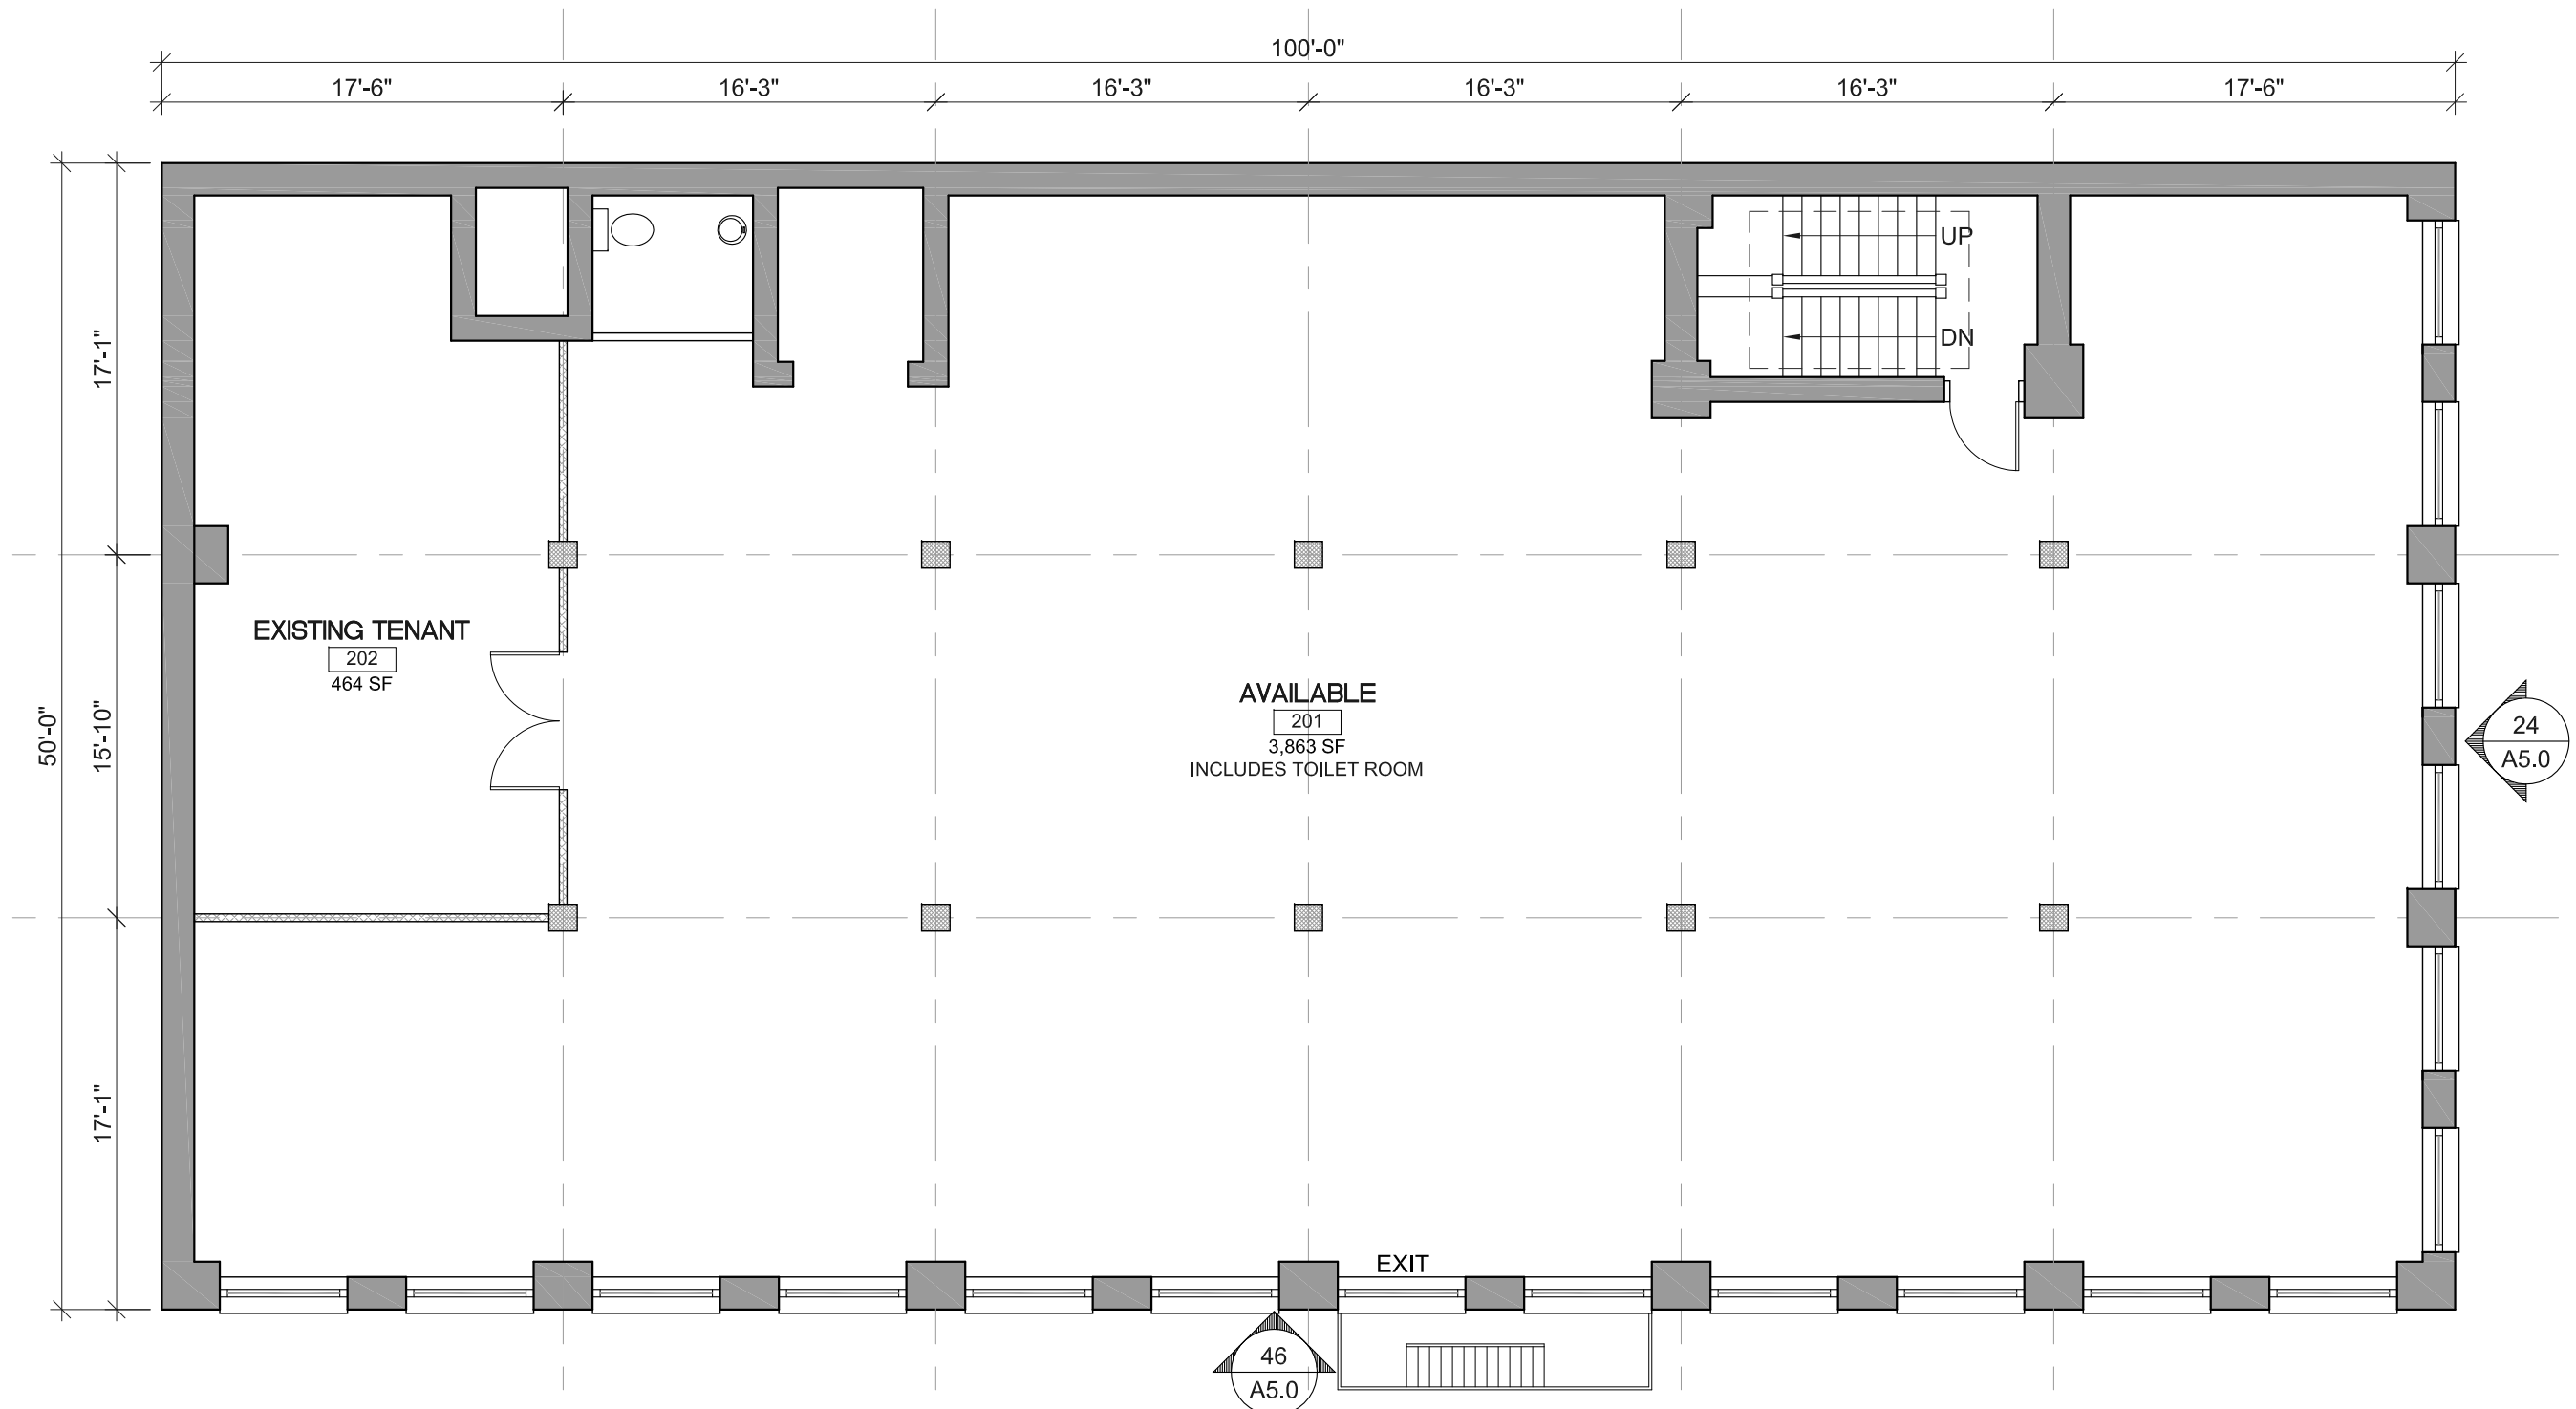 100'-0"
17'-6"
16'-3"
16'-3"
16'-3"
16'-3"
17'-6"
UP
DN
17'-1"
50'-0"
15'-10"
17'-1"
EXISTING TENANT
202
464 SF
AVAILABLE
201
3,863 SF
INCLUDES TOILET ROOM
24
A5.0
EXIT
46
A5.0